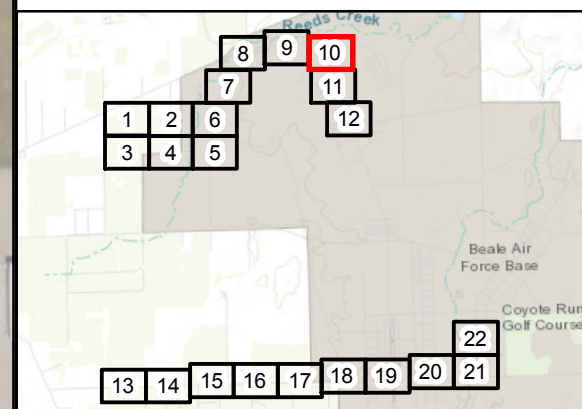 Reeds Creek
8 9 10
7 11
1 2 6 12
3 4 5
Beale Air
Force Base
Coyote Run
Golf Course
22
13 14 15 16 17 18 19 20 21